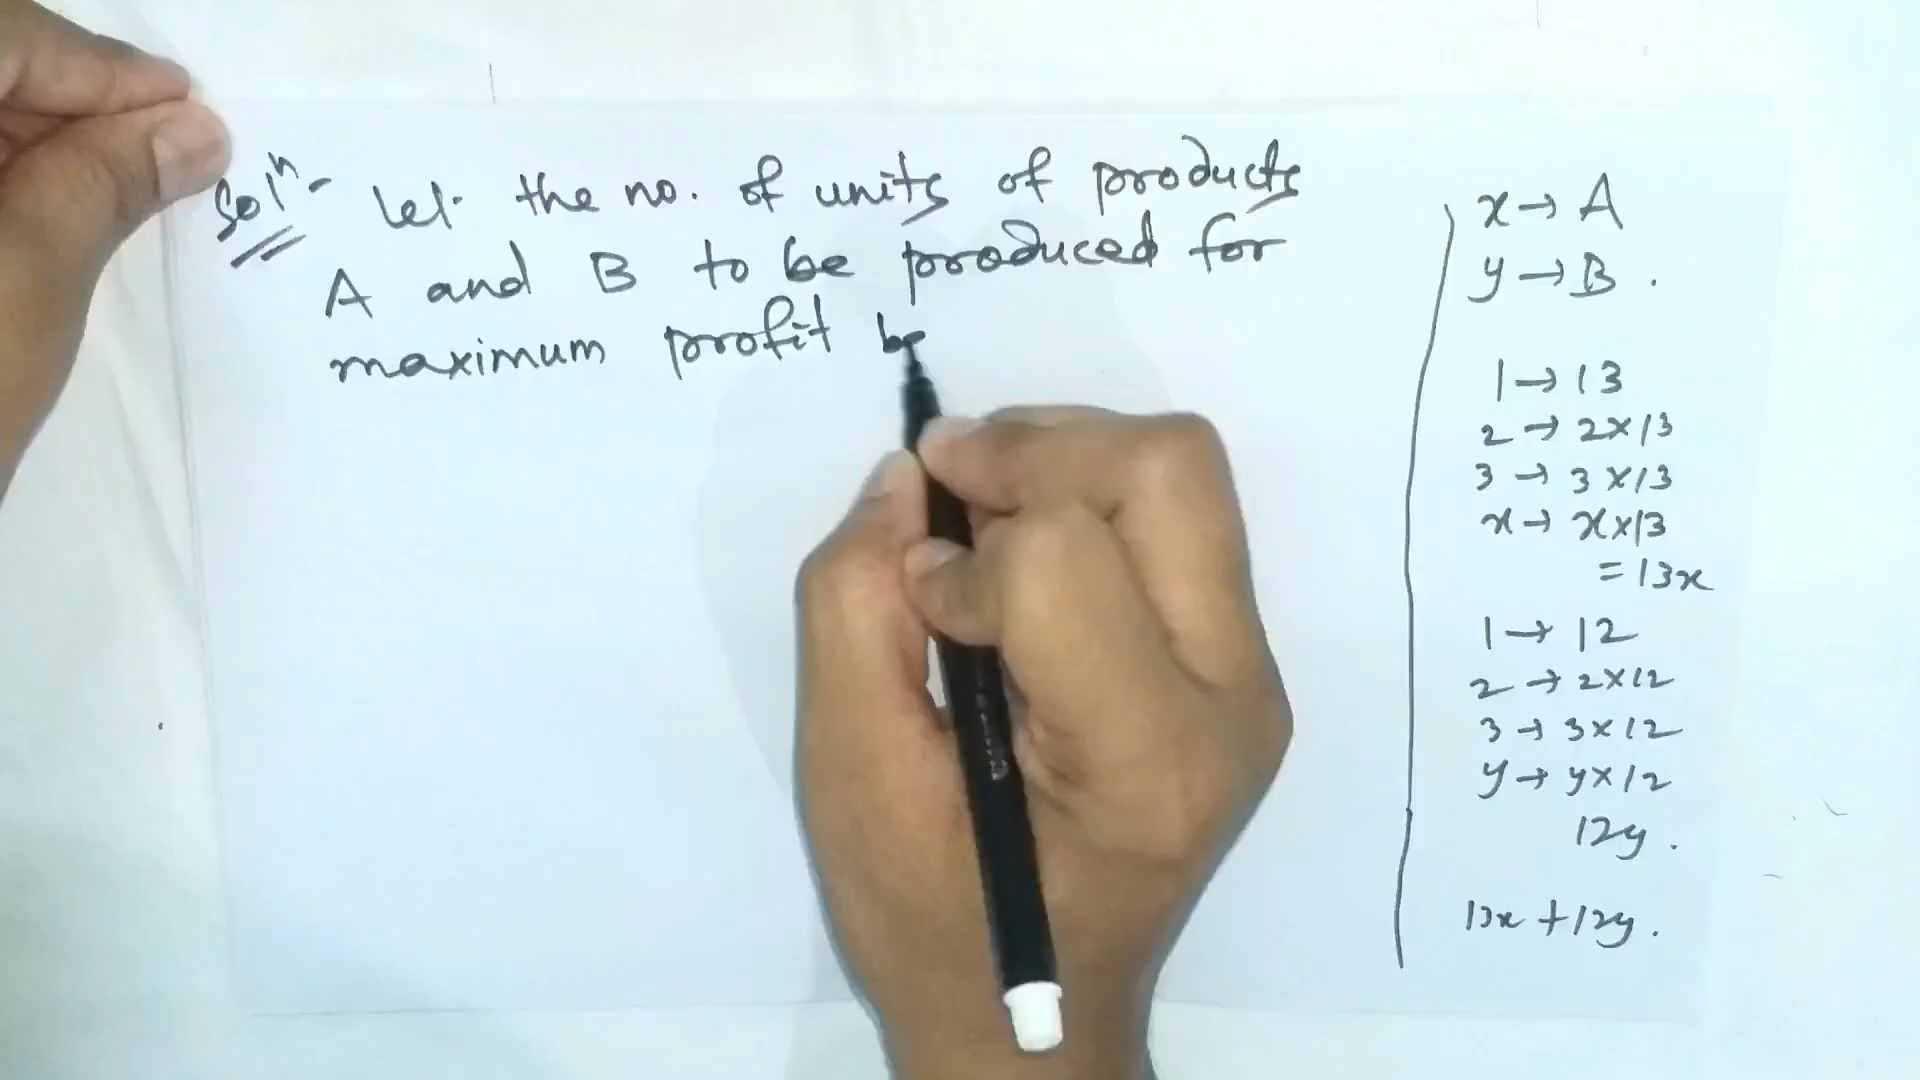 Solⁿ- Let the no. of units of products
A and B to be produced for
maximum profit be
x → A
y → B .
1 → 13
2 → 2×13
3 → 3×13
x → x×13
= 13x
1 → 12
2 → 2×12
3 → 3×12
y → y×12
12y .
13x + 12y .